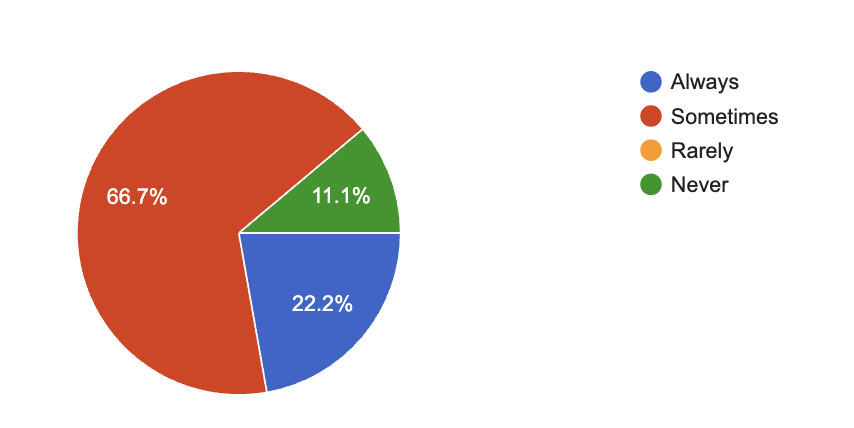 Always
Sometimes
Rarely
Never
66.7%
11.1%
22.2%